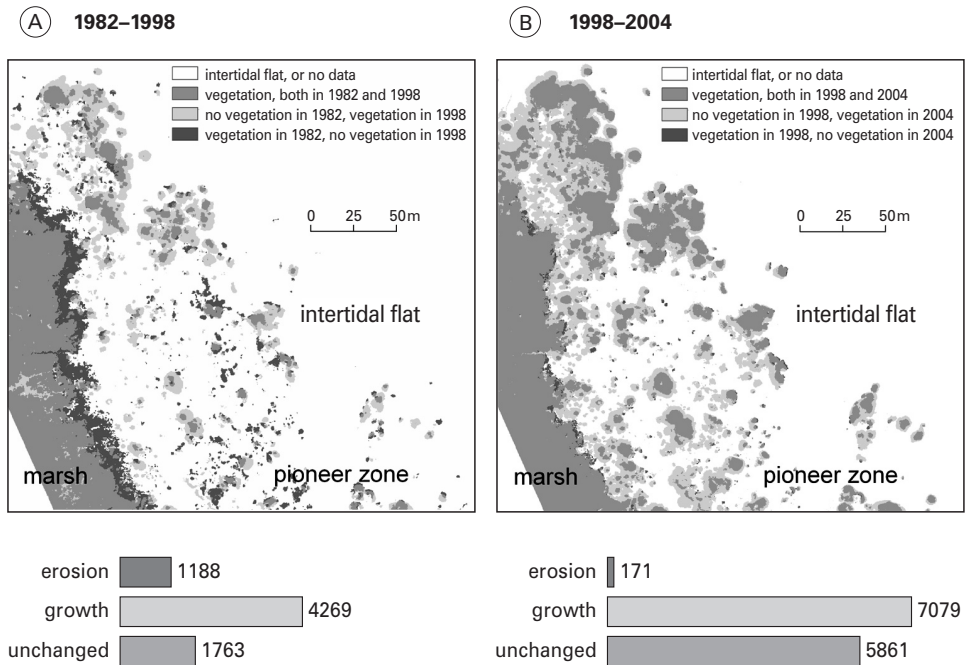 A 1982–1998
intertidal flat, or no data
vegetation, both in 1982 and 1998
no vegetation in 1982, vegetation in 1998
vegetation in 1982, no vegetation in 1998
0 25 50 m
intertidal flat
marsh
pioneer zone
erosion 1188
growth 4269
unchanged 1763
B 1998–2004
intertidal flat, or no data
vegetation, both in 1998 and 2004
no vegetation in 1998, vegetation in 2004
vegetation in 1998, no vegetation in 2004
0 25 50 m
intertidal flat
marsh
pioneer zone
erosion 171
growth 7079
unchanged 5861